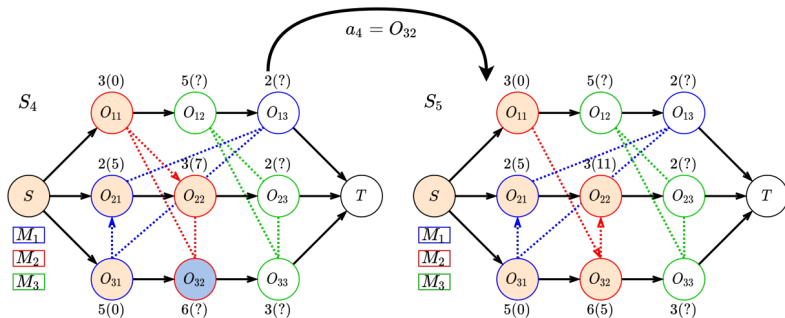 a₄ = O₃₂
3(0) 5(?) 2(?) 3(0) 5(?) 2(?)
S₄ O₁₁ O₁₂ O₁₃ S₅ O₁₁ O₁₂ O₁₃
2(5) 3(7) 2(?) 2(5) 3(11) 2(?)
S O₂₁ O₂₂ O₂₃ T S O₂₁ O₂₂ O₂₃ T
M₁ M₁
M₂ M₂
M₃ O₃₁ O₃₂ O₃₃ M₃ O₃₁ O₃₂ O₃₃
5(0) 6(?) 3(?) 5(0) 6(5) 3(?)